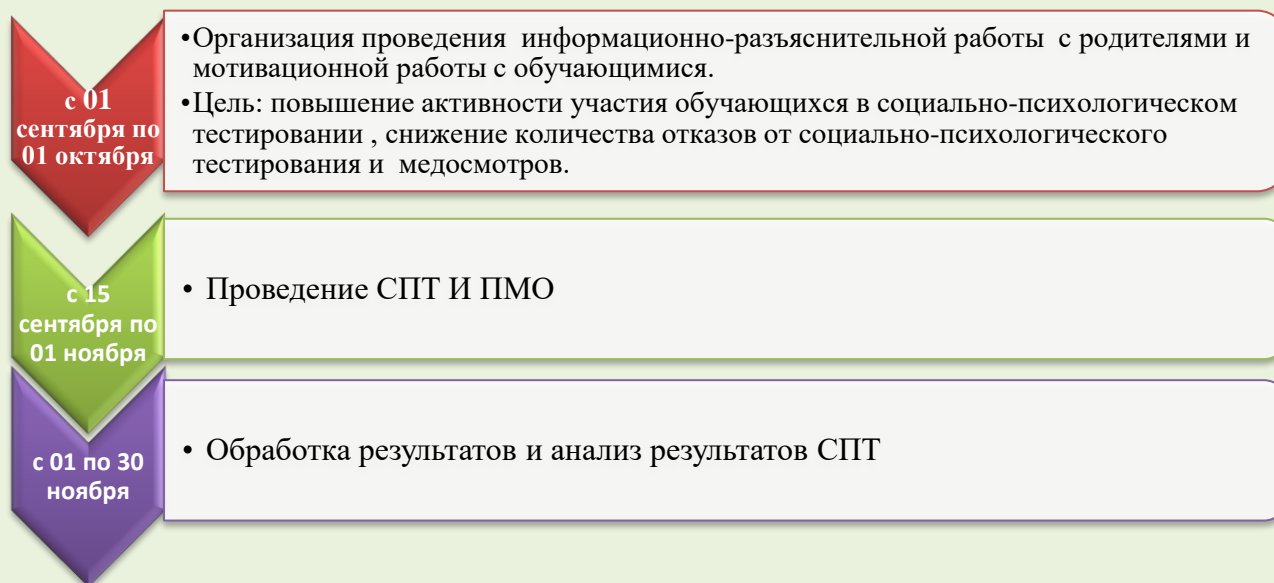 с 01
сентября по
01 октября
•Организация проведения информационно-разъяснительной работы с родителями и
мотивационной работы с обучающимися.
•Цель: повышение активности участия обучающихся в социально-психологическом
тестировании , снижение количества отказов от социально-психологического
тестирования и медосмотров.
с 15
сентября по
01 ноября
• Проведение СПТ И ПМО
с 01 по 30
ноября
• Обработка результатов и анализ результатов СПТ